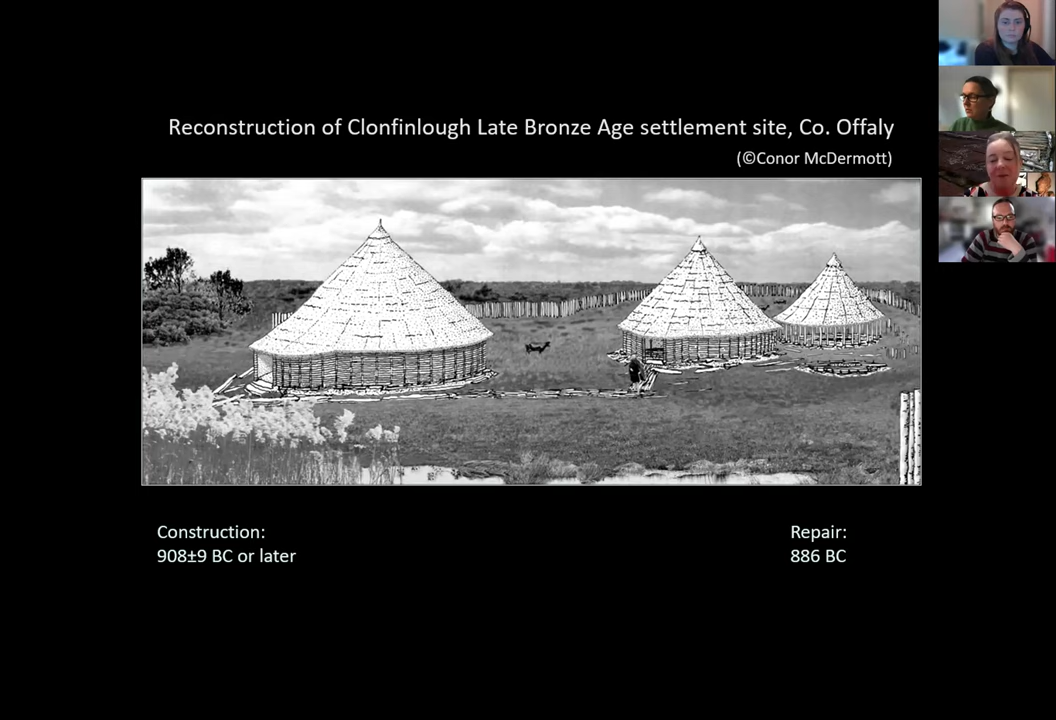 Reconstruction of Clonfinlough Late Bronze Age settlement site, Co. Offaly
(©Conor McDermott)
Construction:
908±9 BC or later
Repair:
886 BC